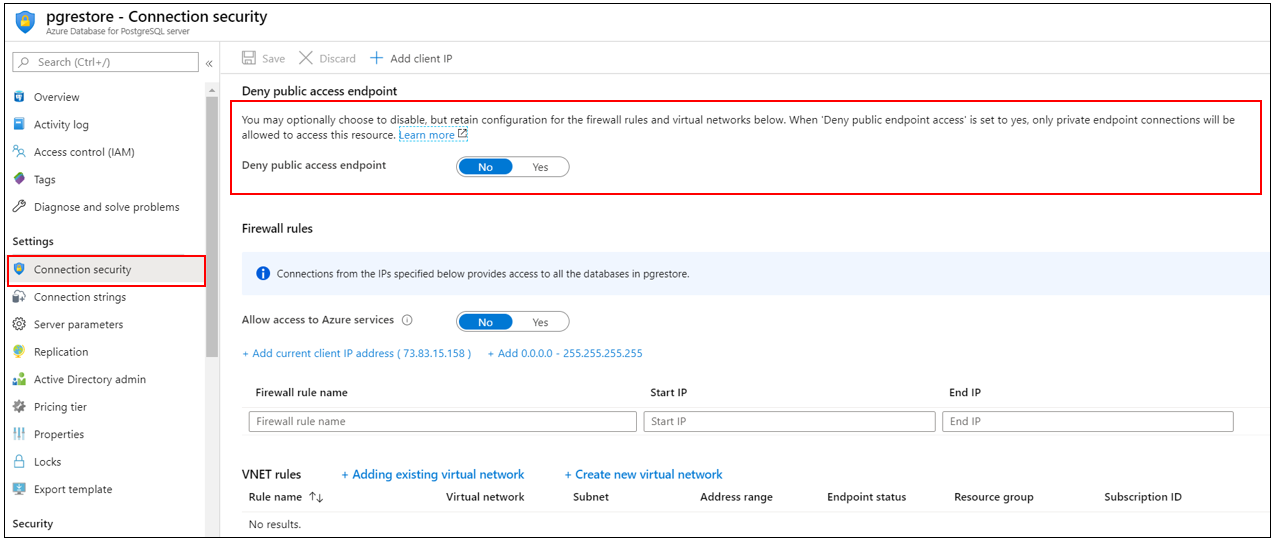 pgrestore - Connection security
Azure Database for PostgreSQL server
Search (Ctrl+/)
«
Overview
Activity log
Access control (IAM)
Tags
Diagnose and solve problems
Settings
Connection security
Connection strings
Server parameters
Replication
Active Directory admin
Pricing tier
Properties
Locks
Export template
Security
Save
Discard
Add client IP
Deny public access endpoint
You may optionally choose to disable, but retain configuration for the firewall rules and virtual networks below. When 'Deny public endpoint access' is set to yes, only private endpoint connections will be
allowed to access this resource. Learn more
Deny public access endpoint No Yes
Firewall rules
Connections from the IPs specified below provides access to all the databases in pgrestore.
Allow access to Azure services No Yes
+ Add current client IP address ( 73.83.15.158 ) + Add 0.0.0.0 - 255.255.255.255
Firewall rule name Start IP End IP
Firewall rule name Start IP End IP
VNET rules + Adding existing virtual network + Create new virtual network
Rule name ↑↓ Virtual network Subnet Address range Endpoint status Resource group Subscription ID
No results.